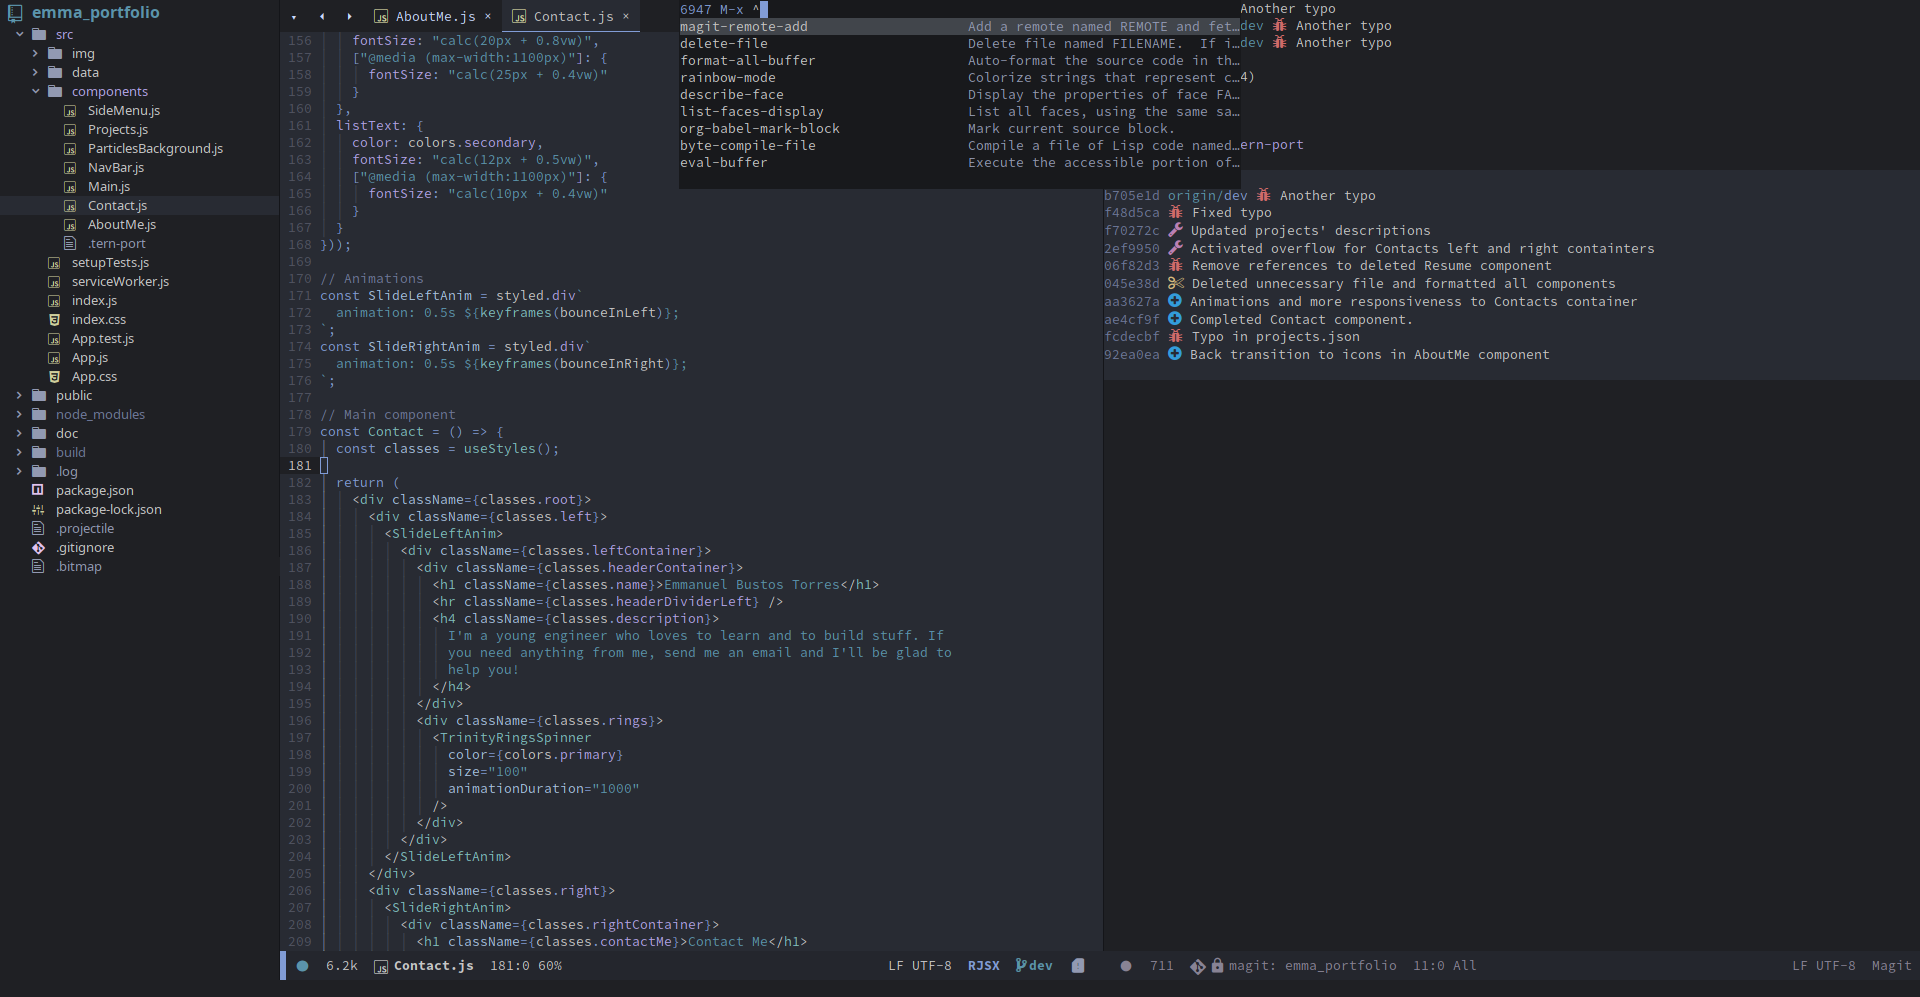 emma_portfolio
src
img
data
components
SideMenu.js
Projects.js
ParticlesBackground.js
NavBar.js
Main.js
Contact.js
AboutMe.js
.tern-port
setupTests.js
serviceWorker.js
index.js
index.css
App.test.js
App.js
App.css
public
node_modules
doc
build
.log
package.json
package-lock.json
.projectile
.gitignore
.bitmap
AboutMe.js ×
Contact.js ×
156 fontSize: "calc(20px + 0.8vw)",
157 ["@media (max-width:1100px)"]: {
158 fontSize: "calc(25px + 0.4vw)"
159 }
160 },
161 listText: {
162 color: colors.secondary,
163 fontSize: "calc(12px + 0.5vw)",
164 ["@media (max-width:1100px)"]: {
165 fontSize: "calc(10px + 0.4vw)"
166 }
167 }
168 }));
169
170 // Animations
171 const SlideLeftAnim = styled.div`
172 animation: 0.5s ${keyframes(bounceInLeft)};
173 `;
174 const SlideRightAnim = styled.div`
175 animation: 0.5s ${keyframes(bounceInRight)};
176 `;
177
178 // Main component
179 const Contact = () => {
180 const classes = useStyles();
181
182 return (
183 <div className={classes.root}>
184 <div className={classes.left}>
185 <SlideLeftAnim>
186 <div className={classes.leftContainer}>
187 <div className={classes.headerContainer}>
188 <h1 className={classes.name}>Emmanuel Bustos Torres</h1>
189 <hr className={classes.headerDividerLeft} />
190 <h4 className={classes.description}>
191 I'm a young engineer who loves to learn and to build stuff. If
192 you need anything from me, send me an email and I'll be glad to
193 help you!
194 </h4>
195 </div>
196 <div className={classes.rings}>
197 <TrinityRingsSpinner
198 color={colors.primary}
199 size="100"
200 animationDuration="1000"
201 />
202 </div>
203 </div>
204 </SlideLeftAnim>
205 </div>
206 <div className={classes.right}>
207 <SlideRightAnim>
208 <div className={classes.rightContainer}>
209 <h1 className={classes.contactMe}>Contact Me</h1>
6.2k Contact.js 181:0 60% LF UTF-8 RJSX dev
6947 M-x ^
magit-remote-add Add a remote named REMOTE and fet…
delete-file Delete file named FILENAME.  If i…
format-all-buffer Auto-format the source code in th…
rainbow-mode Colorize strings that represent c…
describe-face Display the properties of face FA…
list-faces-display List all faces, using the same sa…
org-babel-mark-block Mark current source block.
byte-compile-file Compile a file of Lisp code named…
eval-buffer Execute the accessible portion of…
Another typo
dev Another typo
dev Another typo
4)
ern-port
b705e1d origin/dev Another typo
f48d5ca Fixed typo
f70272c Updated projects' descriptions
2ef9950 Activated overflow for Contacts left and right containters
06f82d3 Remove references to deleted Resume component
045e38d Deleted unnecessary file and formatted all components
aa3627a Animations and more responsiveness to Contacts container
ae4cf9f Completed Contact component.
fcdecbf Typo in projects.json
92ea0ea Back transition to icons in AboutMe component
711 magit: emma_portfolio 11:0 All LF UTF-8 Magit